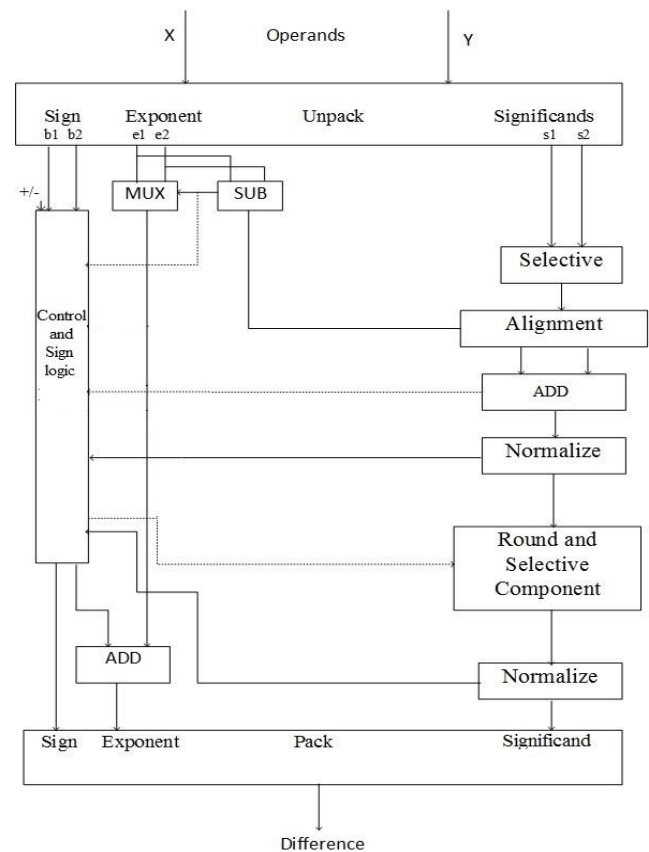 X Operands Y
Sign Exponent Unpack Significands
b1 b2 e1 e2 s1 s2
+/- MUX SUB
Selective
Control
and
Sign
logic
Alignment
ADD
Normalize
Round and
Selective
Component
ADD
Normalize
Sign Exponent Pack Significand
Difference